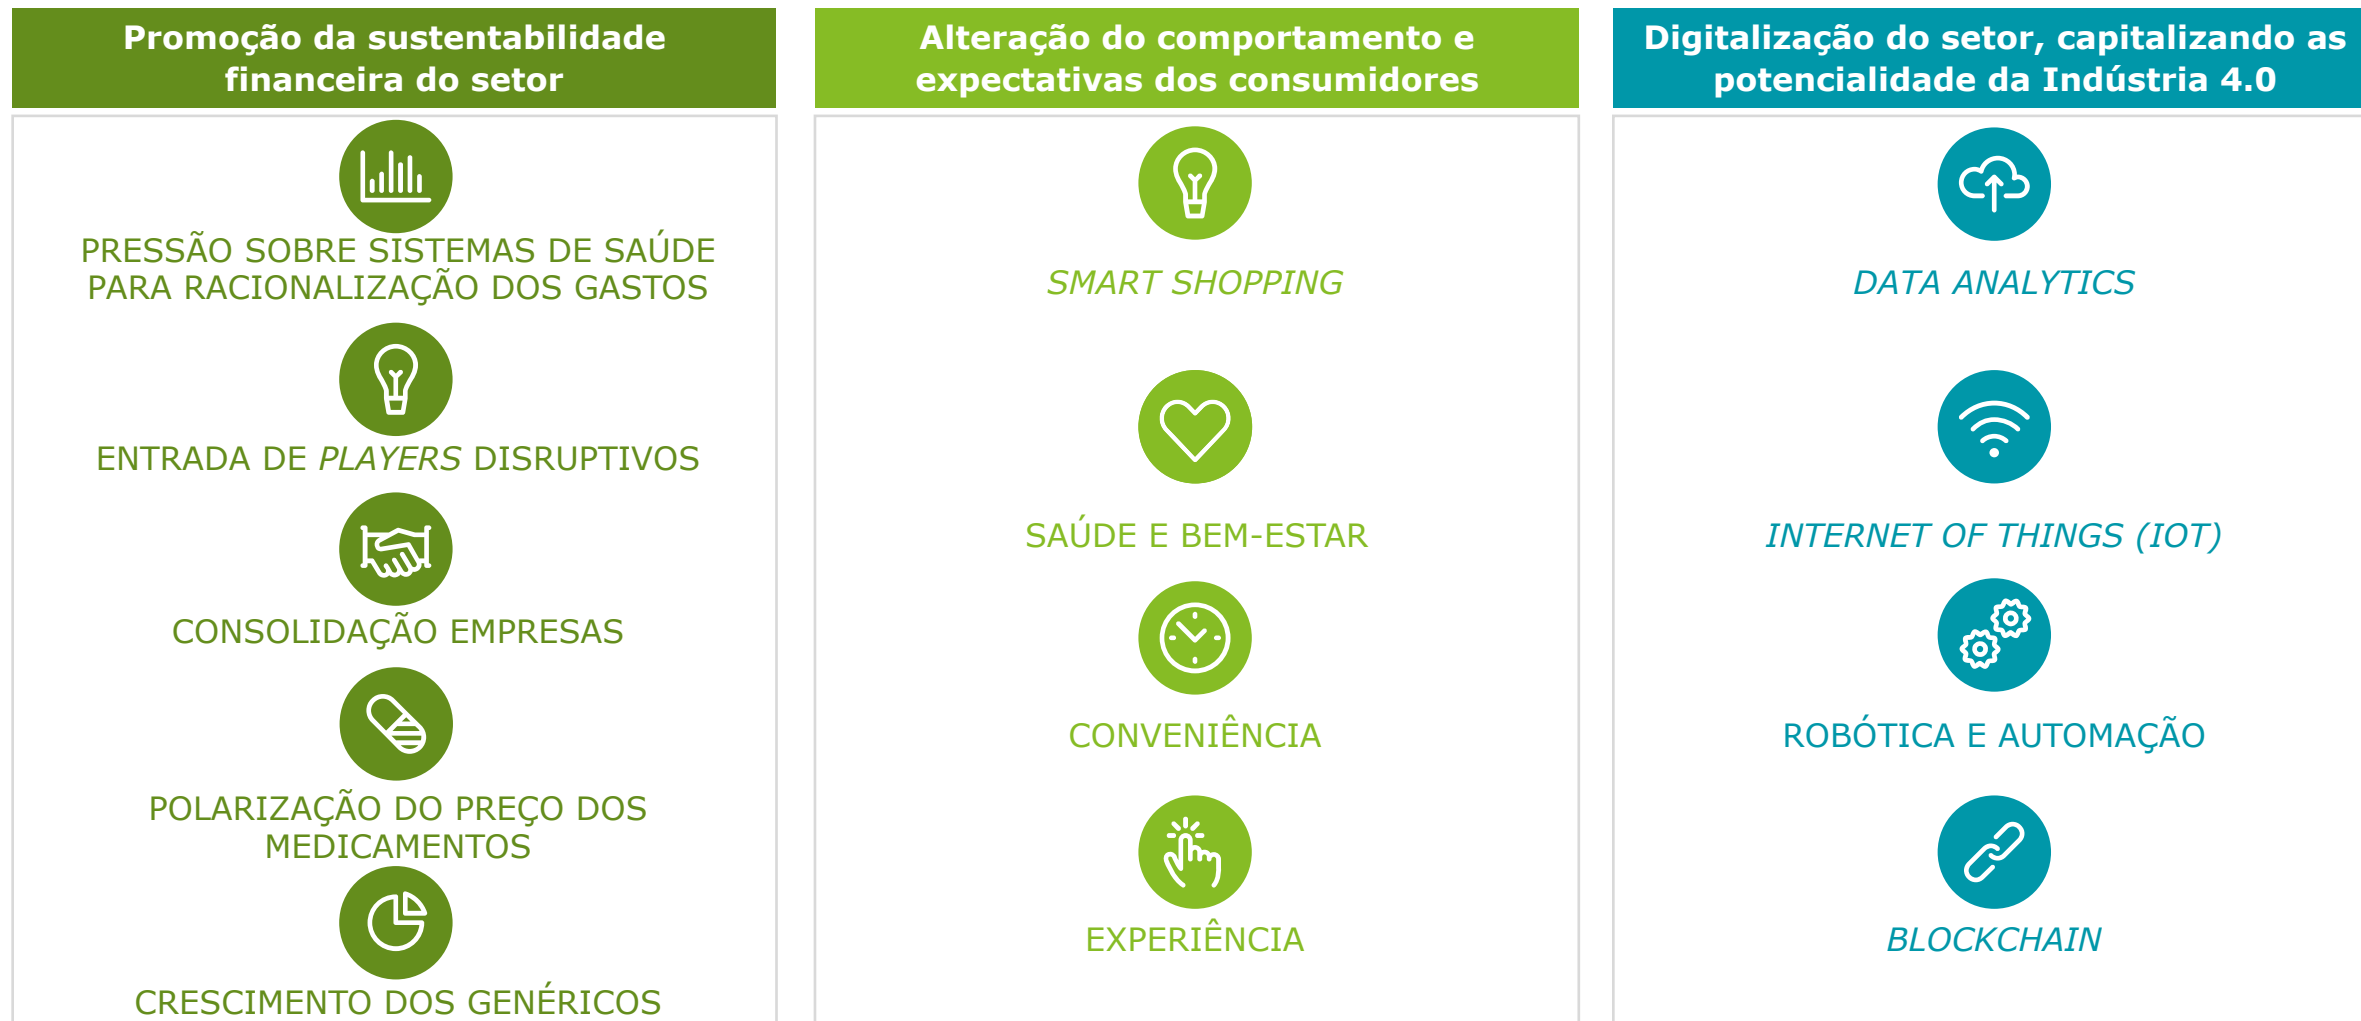 Promoção da sustentabilidade
financeira do setor
PRESSÃO SOBRE SISTEMAS DE SAÚDE
PARA RACIONALIZAÇÃO DOS GASTOS
ENTRADA DE PLAYERS DISRUPTIVOS
CONSOLIDAÇÃO EMPRESAS
POLARIZAÇÃO DO PREÇO DOS
MEDICAMENTOS
CRESCIMENTO DOS GENÉRICOS
Alteração do comportamento e
expectativas dos consumidores
SMART SHOPPING
SAÚDE E BEM-ESTAR
CONVENIÊNCIA
EXPERIÊNCIA
Digitalização do setor, capitalizando as
potencialidade da Indústria 4.0
DATA ANALYTICS
INTERNET OF THINGS (IOT)
ROBÓTICA E AUTOMAÇÃO
BLOCKCHAIN